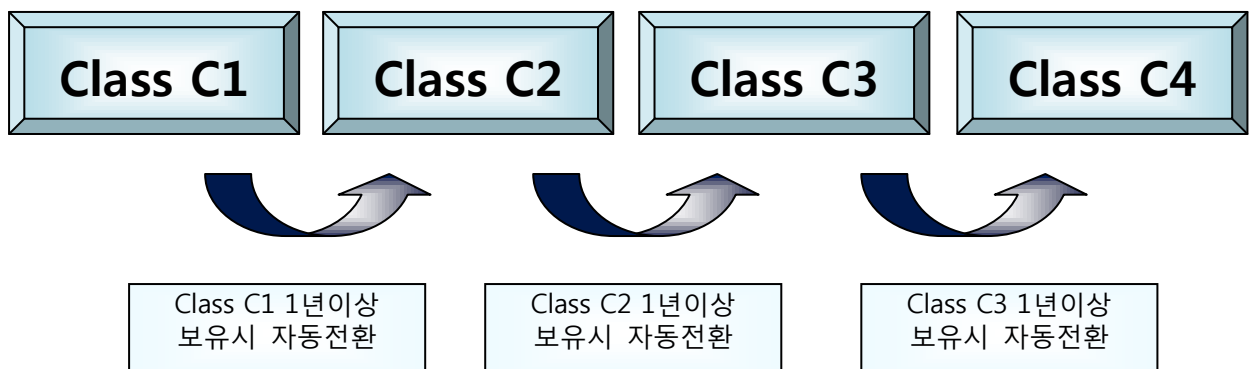 Class C1
Class C2
Class C3
Class C4
Class C1 1년이상
보유시 자동전환
Class C2 1년이상
보유시 자동전환
Class C3 1년이상
보유시 자동전환